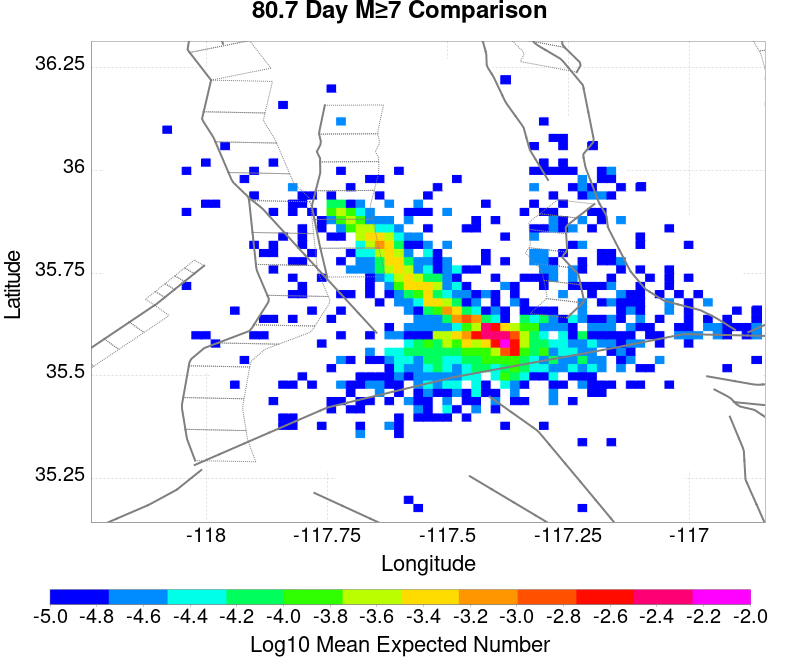 80.7 Day M≥7 Comparison
36.25
36
35.75
35.5
35.25
Latitude
-118
-117.75
-117.5
-117.25
-117
Longitude
-5.0 -4.8 -4.6 -4.4 -4.2 -4.0 -3.8 -3.6 -3.4 -3.2 -3.0 -2.8 -2.6 -2.4 -2.2 -2.0
Log10 Mean Expected Number